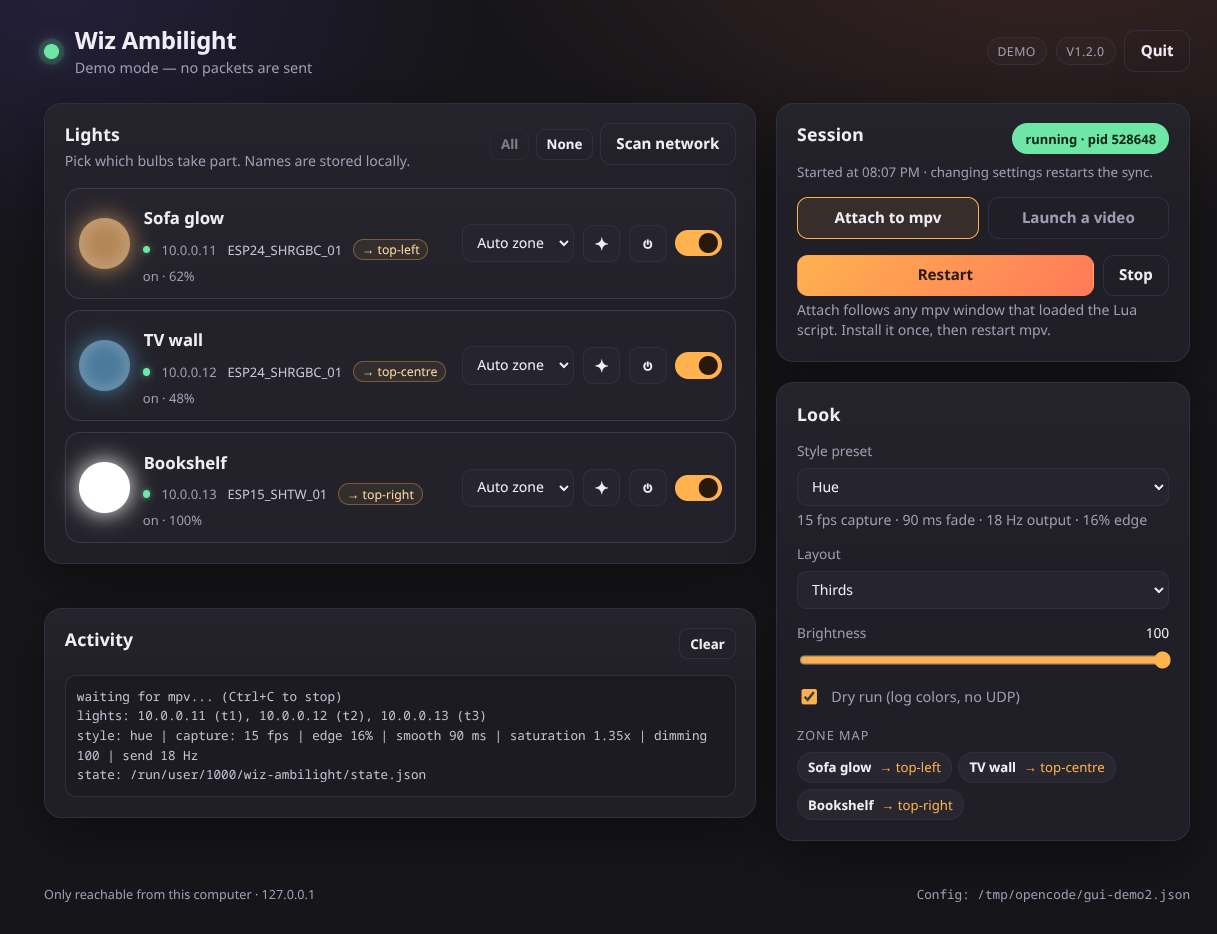 Wiz Ambilight
Demo mode — no packets are sent
DEMO
V1.2.0
Quit
Lights
Pick which bulbs take part. Names are stored locally.
All
None
Scan network
Sofa glow
10.0.0.11 ESP24_SHRGBC_01 → top-left
on · 62%
Auto zone
TV wall
10.0.0.12 ESP24_SHRGBC_01 → top-centre
on · 48%
Auto zone
Bookshelf
10.0.0.13 ESP15_SHTW_01 → top-right
on · 100%
Auto zone
Activity
Clear
waiting for mpv... (Ctrl+C to stop)
lights: 10.0.0.11 (t1), 10.0.0.12 (t2), 10.0.0.13 (t3)
style: hue | capture: 15 fps | edge 16% | smooth 90 ms | saturation 1.35x | dimming
100 | send 18 Hz
state: /run/user/1000/wiz-ambilight/state.json
Session
running · pid 528648
Started at 08:07 PM · changing settings restarts the sync.
Attach to mpv
Launch a video
Restart
Stop
Attach follows any mpv window that loaded the Lua
script. Install it once, then restart mpv.
Look
Style preset
Hue
15 fps capture · 90 ms fade · 18 Hz output · 16% edge
Layout
Thirds
Brightness 100
Dry run (log colors, no UDP)
ZONE MAP
Sofa glow → top-left
TV wall → top-centre
Bookshelf → top-right
Only reachable from this computer · 127.0.0.1
Config: /tmp/opencode/gui-demo2.json